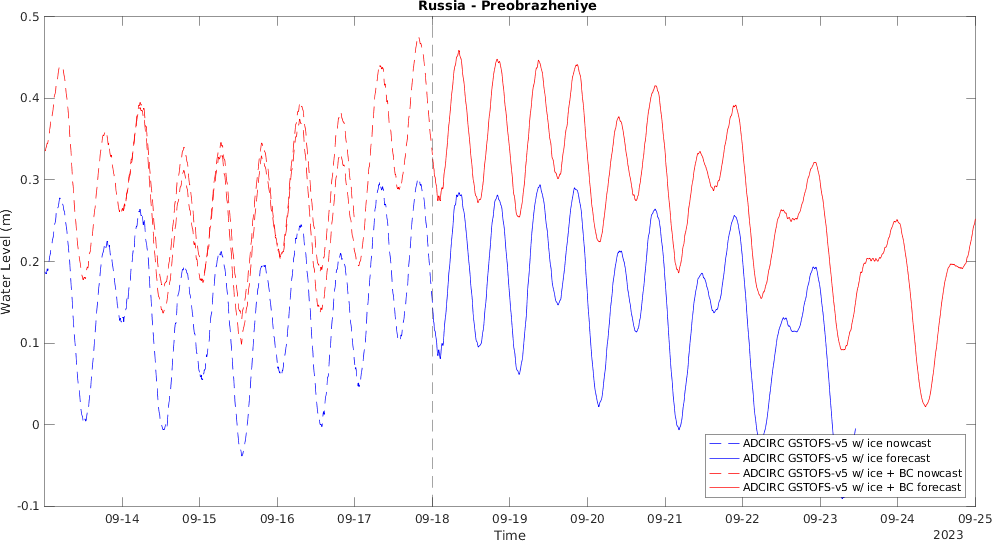 Russia - Preobrazheniye
0.5
0.4
0.3
0.2
0.1
0
-0.1
Water Level (m)
09-14 09-15 09-16 09-17 09-18 09-19 09-20 09-21 09-22 09-23 09-24 09-25
Time
2023
ADCIRC GSTOFS-v5 w/ ice nowcast
ADCIRC GSTOFS-v5 w/ ice forecast
ADCIRC GSTOFS-v5 w/ ice + BC nowcast
ADCIRC GSTOFS-v5 w/ ice + BC forecast